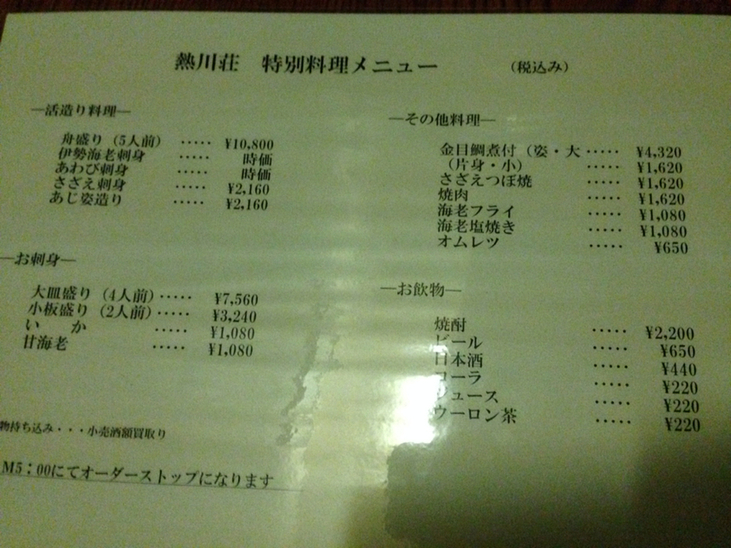 熱川荘 特別料理メニュー (税込み)
―活造り料理―
舟盛り (5人前) ····· ¥10,800
伊勢海老刺身 ····· 時価
あわび刺身 ····· 時価
さざえ刺身 ····· ¥2,160
あじ姿造り ····· ¥2,160
―お刺身―
大皿盛り (4人前) ····· ¥7,560
小板盛り (2人前) ····· ¥3,240
いか ····· ¥1,080
甘海老 ····· ¥1,080
物持ち込み・・・小売酒額買取り
M5:00にてオーダーストップになります
―その他料理―
金目鯛煮付 (姿・大 ····· ¥4,320
(片身・小) ····· ¥1,620
さざえつぼ焼 ····· ¥1,620
焼肉 ····· ¥1,620
海老フライ ····· ¥1,080
海老塩焼き ····· ¥1,080
オムレツ ····· ¥650
―お飲物―
焼酎 ····· ¥2,200
ビール ····· ¥650
日本酒 ····· ¥440
コーラ ····· ¥220
ジュース ····· ¥220
ウーロン茶 ····· ¥220